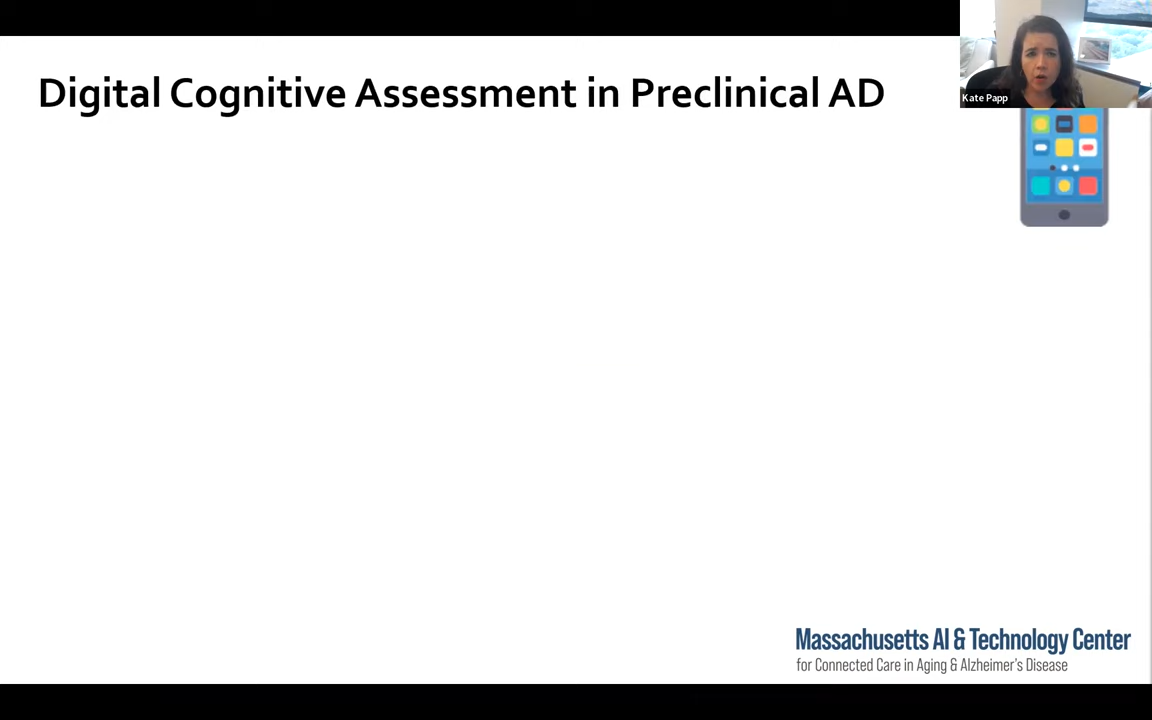 Digital Cognitive Assessment in Preclinical AD
Kate Papp
Massachusetts AI & Technology Center
for Connected Care in Aging & Alzheimer's Disease